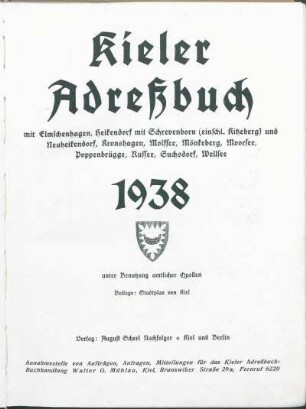 Kieler
Adreßbuch
mit Elmschenhagen, Heikendorf mit Schrevenborn (einschl. Kitzeberg) und
Neuheikendorf, Kronshagen, Molfsee, Mönkeberg, Moorsee,
Poppenbrügge, Russee, Suchsdorf, Wellsee
1938
unter Benutzung amtlicher Quellen
Beilage: Stadtplan von Kiel
Verlag: August Scherl Nachfolger + Kiel und Berlin
Annahmestelle von Aufträgen, Anfragen, Mitteilungen für das Kieler Adreßbuch:
Buchhandlung Walter G. Mühlau, Kiel, Brunswiker Straße 29a, Fernruf 6220